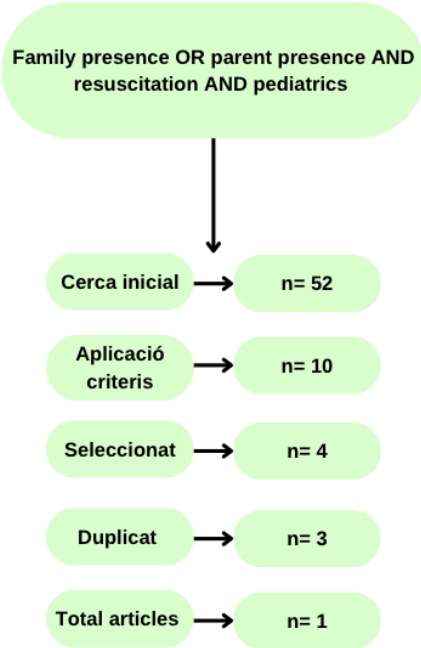 Family presence OR parent presence AND
resuscitation AND pediatrics
Cerca inicial
n= 52
Aplicació
criteris
n= 10
Seleccionat
n= 4
Duplicat
n= 3
Total articles
n= 1